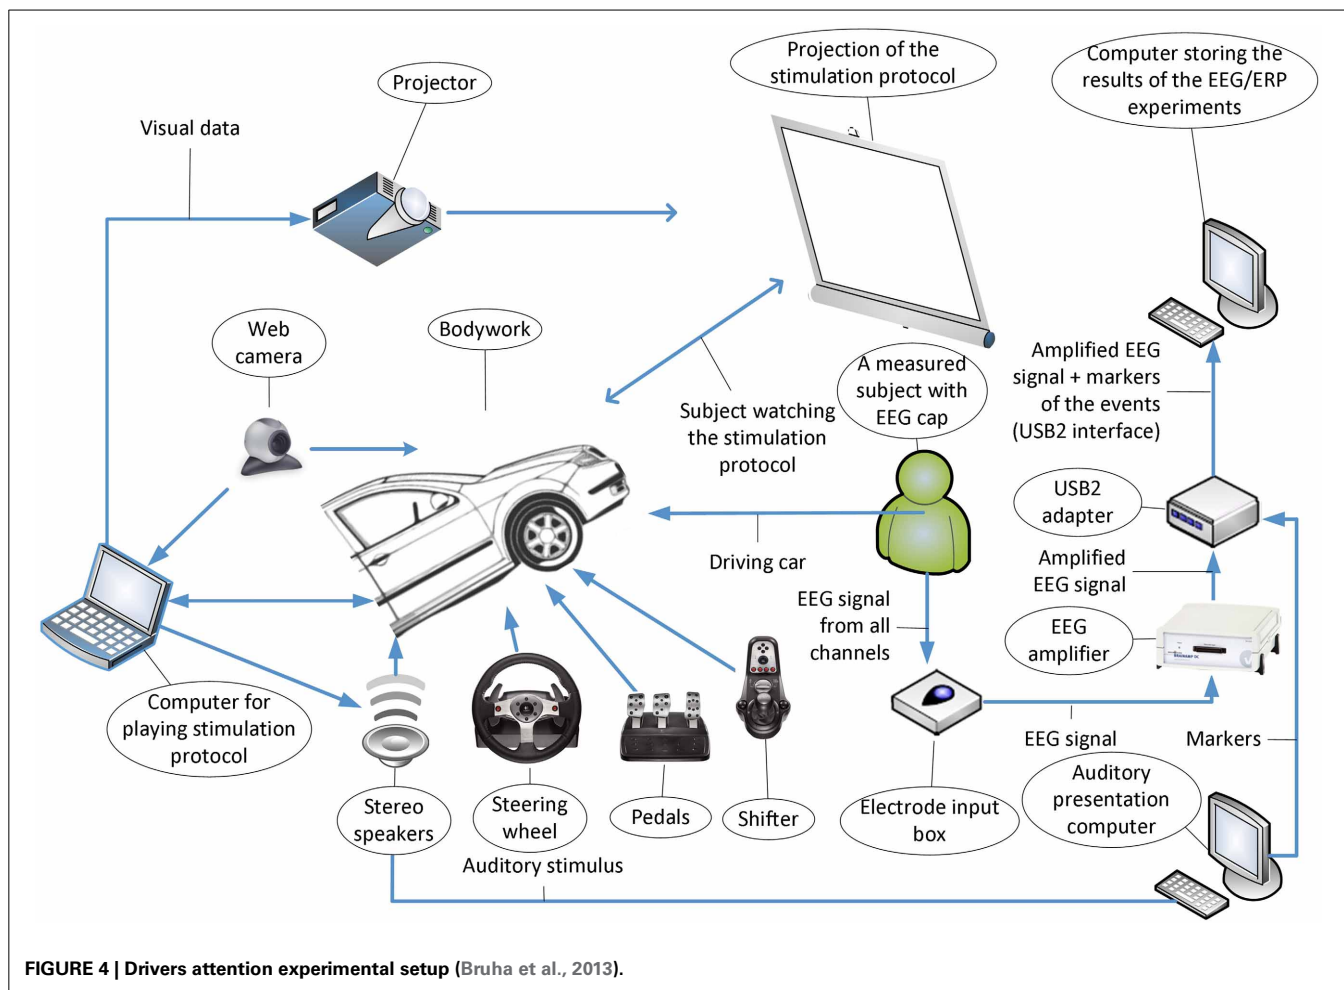 Projector
Visual data
Projection of the
stimulation protocol
Computer storing the
results of the EEG/ERP
experiments
Web
camera
Bodywork
Subject watching
the stimulation
protocol
A measured
subject with
EEG cap
Amplified EEG
signal + markers
of the events
(USB2 interface)
USB2
adapter
Driving car
Amplified
EEG signal
EEG signal
from all
channels
EEG
amplifier
Computer for
playing stimulation
protocol
EEG signal
Markers
Stereo
speakers
Steering
wheel
Pedals
Shifter
Electrode input
box
Auditory
presentation
computer
Auditory stimulus
FIGURE 4 | Drivers attention experimental setup (Bruha et al., 2013).